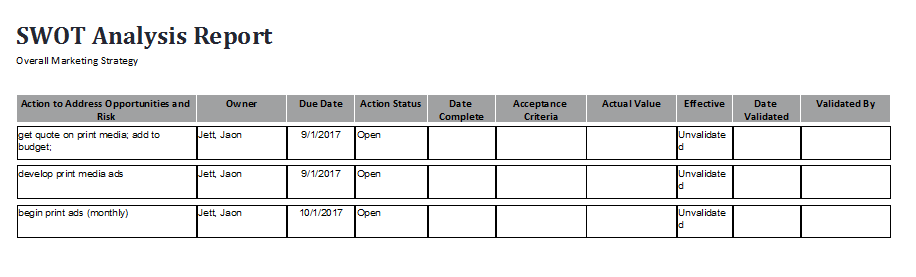 SWOT Analysis Report
Overall Marketing Strategy
Action to Address Opportunities and Risk Owner Due Date Action Status Date Complete Acceptance Criteria Actual Value Effective Date Validated Validated By
get quote on print media; add to budget; Jett, Jaon 9/1/2017 Open Unvalidated
develop print media ads Jett, Jaon 9/1/2017 Open Unvalidated
begin print ads (monthly) Jett, Jaon 10/1/2017 Open Unvalidated